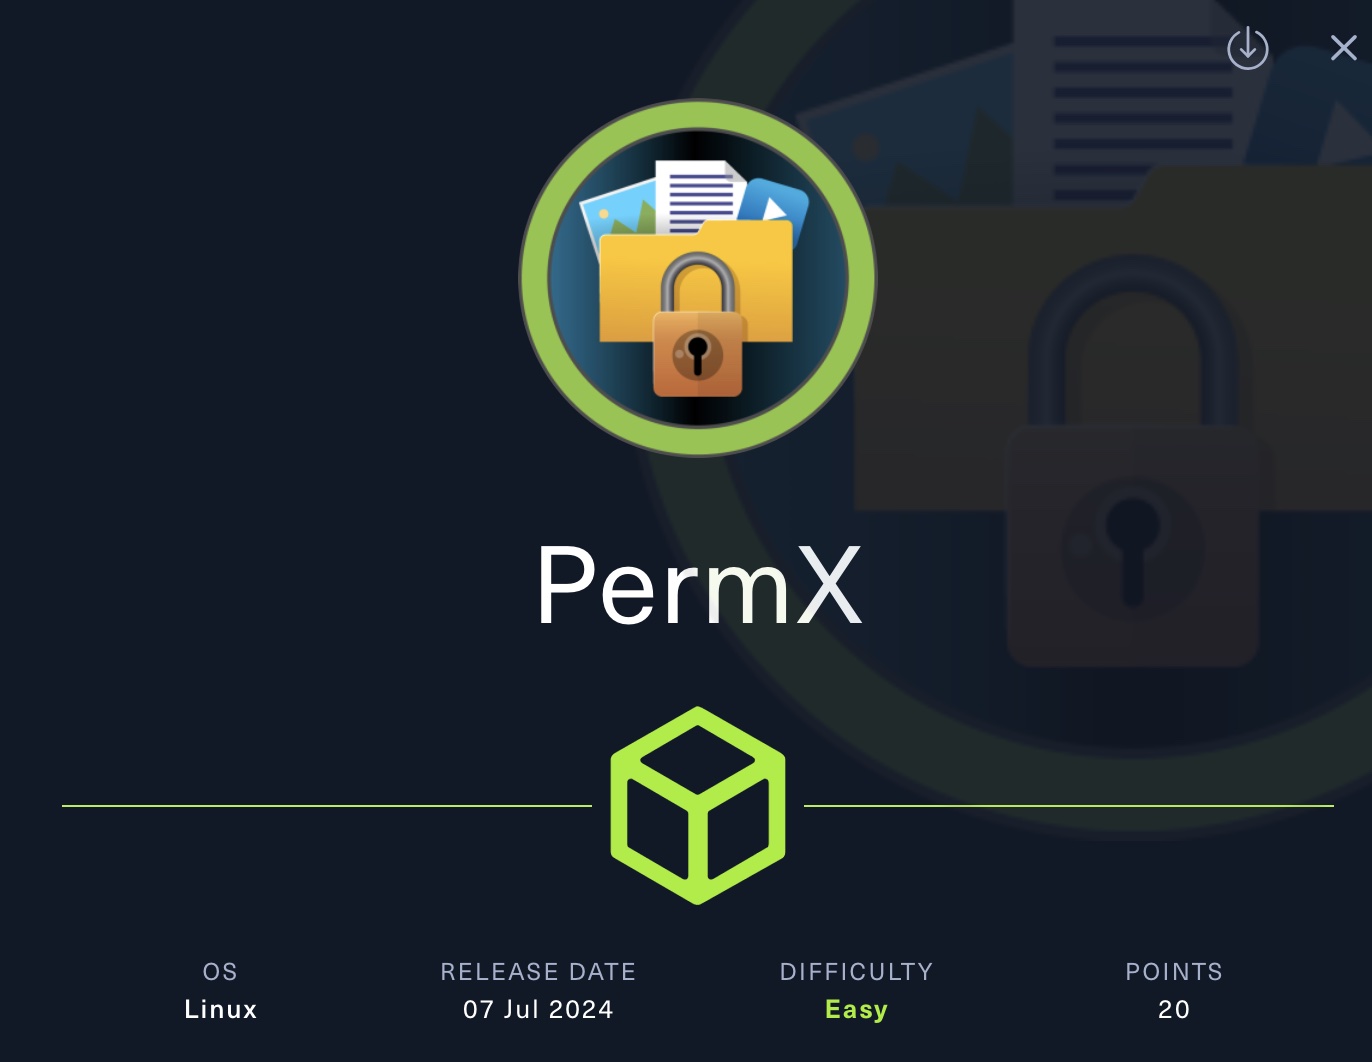 PermX
OS
Linux
RELEASE DATE
07 Jul 2024
DIFFICULTY
Easy
POINTS
20